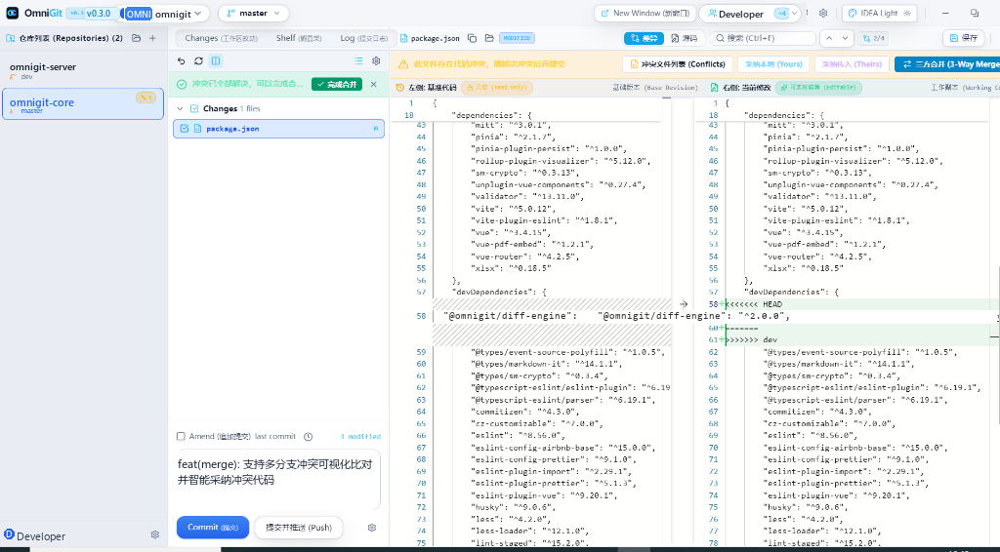 OmniGit v0.3.0 OMNI omnigit master New Window (新窗口) Developer +4 IDEA Light
仓库列表 (Repositories) (2)
omnigit-server
dev
omnigit-core
master
Developer
Changes (工作区改动) Shelf (搁置架) Log (提交日志)
冲突已全部解决，可以完成合... 完成合并
Changes 1 files
package.json M
Amend (追加提交) last commit 1 modified
feat(merge): 支持多分支冲突可视化比对
并智能采纳冲突代码
Commit (提交) 提交并推送 (Push)
package.json MODIFIED 差异 源码 搜索 (Ctrl+F) 2/4 保存
此文件存在代码冲突，请解决冲突后再提交 冲突文件列表 (Conflicts) 采纳本地 (Yours) 采纳传入 (Theirs) 三方合并 (3-Way Merge
左侧: 基准代码 只读 (Read-Only) 基础版本 (Base Revision)
1 {
18 "dependencies": {
43 "mitt": "^3.0.1",
44 "pinia": "^2.1.7",
45 "pinia-plugin-persist": "^1.0.0",
46 "rollup-plugin-visualizer": "^5.12.0",
47 "sm-crypto": "^0.3.13",
48 "unplugin-vue-components": "^0.27.4",
49 "validator": "^13.11.0",
50 "vite": "^5.0.12",
51 "vite-plugin-eslint": "^1.8.1",
52 "vue": "^3.4.15",
53 "vue-pdf-embed": "^1.2.1",
54 "vue-router": "^4.2.5",
55 "xlsx": "^0.18.5"
56 },
57 "devDependencies": {
58 "@omnigit/diff-engine": "@omnigit/diff-engine": "^2.0.0",
59 "@types/event-source-polyfill": "^1.0.5",
60 "@types/markdown-it": "^14.1.1",
61 "@types/sm-crypto": "^0.3.4",
62 "@typescript-eslint/eslint-plugin": "^6.19
63 "@typescript-eslint/parser": "^6.19.1",
64 "commitizen": "^4.3.0",
65 "cz-customizable": "^7.0.0",
66 "eslint": "^8.56.0",
67 "eslint-config-airbnb-base": "^15.0.0",
68 "eslint-config-prettier": "^9.1.0",
69 "eslint-plugin-import": "^2.29.1",
70 "eslint-plugin-prettier": "^5.1.3",
71 "eslint-plugin-vue": "^9.20.1",
72 "husky": "^9.0.6",
73 "less": "^4.2.0",
74 "less-loader": "^12.1.0",
75 "lint-staged": "^15.2.0",
右侧: 当前修改 可实时编辑 (Editable) 工作副本 (Working Co
1 {
18 "dependencies": {
43 "mitt": "^3.0.1",
44 "pinia": "^2.1.7",
45 "pinia-plugin-persist": "^1.0.0",
46 "rollup-plugin-visualizer": "^5.12.0",
47 "sm-crypto": "^0.3.13",
48 "unplugin-vue-components": "^0.27.4",
49 "validator": "^13.11.0",
50 "vite": "^5.0.12",
51 "vite-plugin-eslint": "^1.8.1",
52 "vue": "^3.4.15",
53 "vue-pdf-embed": "^1.2.1",
54 "vue-router": "^4.2.5",
55 "xlsx": "^0.18.5"
56 },
57 "devDependencies": {
58 + <<<<<<< HEAD
60 + =======
61 + >>>>>>> dev
62 "@types/event-source-polyfill": "^1.0.5",
63 "@types/markdown-it": "^14.1.1",
64 "@types/sm-crypto": "^0.3.4",
65 "@typescript-eslint/eslint-plugin": "^6.19.1",
66 "@typescript-eslint/parser": "^6.19.1",
67 "commitizen": "^4.3.0",
68 "cz-customizable": "^7.0.0",
69 "eslint": "^8.56.0",
70 "eslint-config-airbnb-base": "^15.0.0",
71 "eslint-config-prettier": "^9.1.0",
72 "eslint-plugin-import": "^2.29.1",
73 "eslint-plugin-prettier": "^5.1.3",
74 "eslint-plugin-vue": "^9.20.1",
75 "husky": "^9.0.6",
76 "less": "^4.2.0",
77 "less-loader": "^12.1.0",
78 "lint-staged": "^15.2.0",